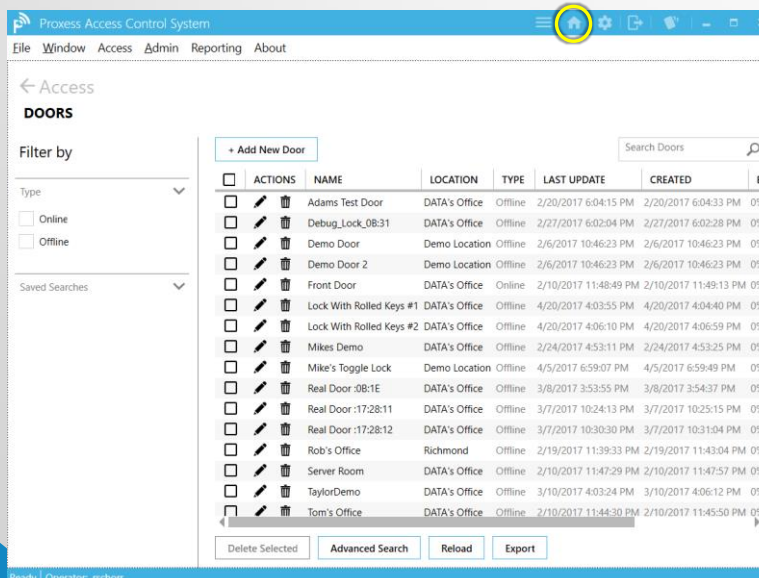 Proxess Access Control System
File Window Access Admin Reporting About
Access
DOORS
Filter by
Type
Online
Offline
Saved Searches
+ Add New Door
Search Doors
ACTIONS NAME LOCATION TYPE LAST UPDATE CREATED
Adams Test Door DATA's Office Offline 2/20/2017 6:04:15 PM 2/20/2017 6:04:33 PM
Debug_Lock_0B:31 DATA's Office Offline 2/27/2017 6:02:04 PM 2/27/2017 6:02:28 PM
Demo Door Demo Location Offline 2/6/2017 10:46:23 PM 2/6/2017 10:46:23 PM
Demo Door 2 Demo Location Offline 2/6/2017 10:46:23 PM 2/6/2017 10:46:23 PM
Front Door DATA's Office Online 2/10/2017 11:48:49 PM 2/10/2017 11:49:13 PM
Lock With Rolled Keys #1 DATA's Office Offline 4/20/2017 4:03:55 PM 4/20/2017 4:04:40 PM
Lock With Rolled Keys #2 DATA's Office Offline 4/20/2017 4:06:10 PM 4/20/2017 4:06:59 PM
Mikes Demo DATA's Office Offline 2/24/2017 4:53:11 PM 2/24/2017 4:53:25 PM
Mike's Toggle Lock Demo Location Offline 4/5/2017 6:59:07 PM 4/5/2017 6:59:49 PM
Real Door :0B:1E DATA's Office Offline 3/8/2017 3:53:55 PM 3/8/2017 3:54:37 PM
Real Door :17:28:11 DATA's Office Offline 3/7/2017 10:24:13 PM 3/7/2017 10:25:15 PM
Real Door :17:28:12 DATA's Office Offline 3/7/2017 10:30:30 PM 3/7/2017 10:31:04 PM
Rob's Office Richmond Offline 2/19/2017 11:39:33 PM 2/19/2017 11:43:04 PM
Server Room DATA's Office Offline 2/10/2017 11:47:29 PM 2/10/2017 11:47:57 PM
TaylorDemo DATA's Office Offline 3/10/2017 4:03:24 PM 3/10/2017 4:06:12 PM
Tom's Office DATA's Office Offline 2/10/2017 11:44:30 PM 2/10/2017 11:45:50 PM
Delete Selected Advanced Search Reload Export
Ready Operator: